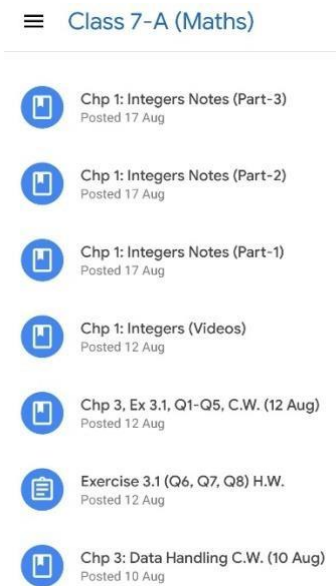 Class 7-A (Maths)
Chp 1: Integers Notes (Part-3)
Posted 17 Aug
Chp 1: Integers Notes (Part-2)
Posted 17 Aug
Chp 1: Integers Notes (Part-1)
Posted 17 Aug
Chp 1: Integers (Videos)
Posted 12 Aug
Chp 3, Ex 3.1, Q1-Q5, C.W. (12 Aug)
Posted 12 Aug
Exercise 3.1 (Q6, Q7, Q8) H.W.
Posted 12 Aug
Chp 3: Data Handling C.W. (10 Aug)
Posted 10 Aug